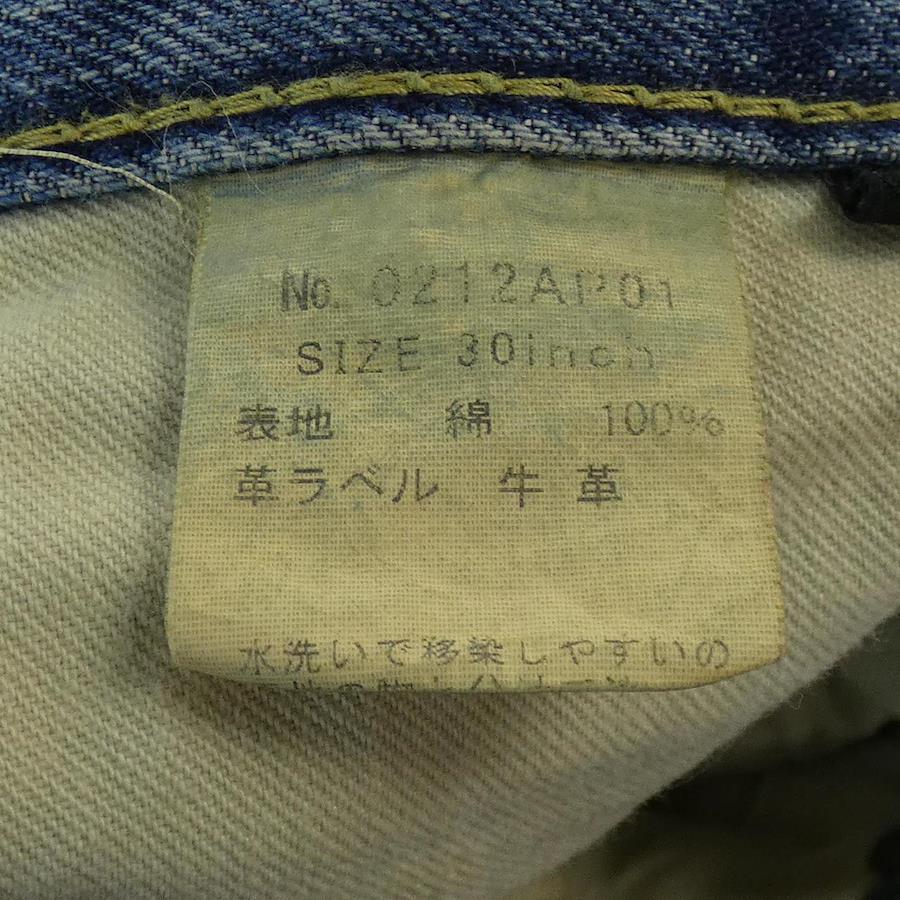 No. 0212AP01
SIZE 30inch
表地 綿 100%
革ラベル 牛革
水洗いで移染しやすいの